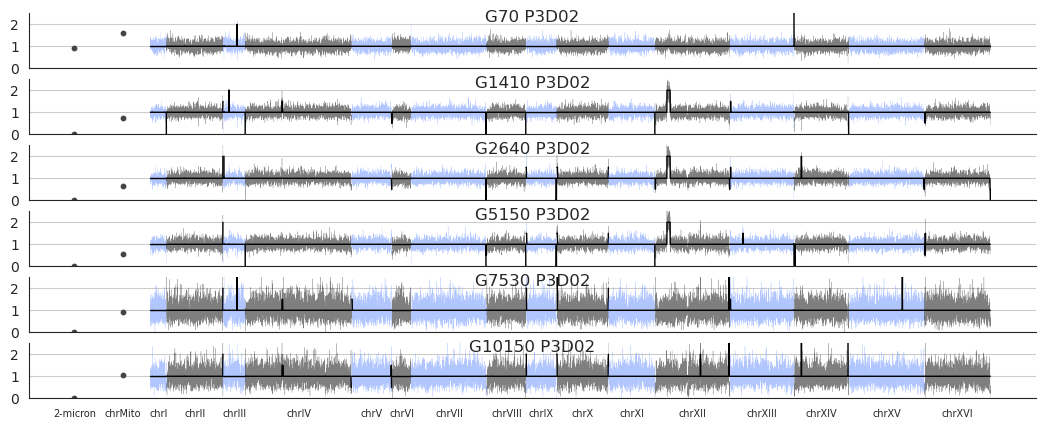 G70 P3D02
2
1
0
G1410 P3D02
2
1
0
G2640 P3D02
2
1
0
G5150 P3D02
2
1
0
G7530 P3D02
2
1
0
G10150 P3D02
2
1
0
2-micron chrMito chrI chrII chrIII chrIV chrV chrVI chrVII chrVIII chrIX chrX chrXI chrXII chrXIII chrXIV chrXV chrXVI